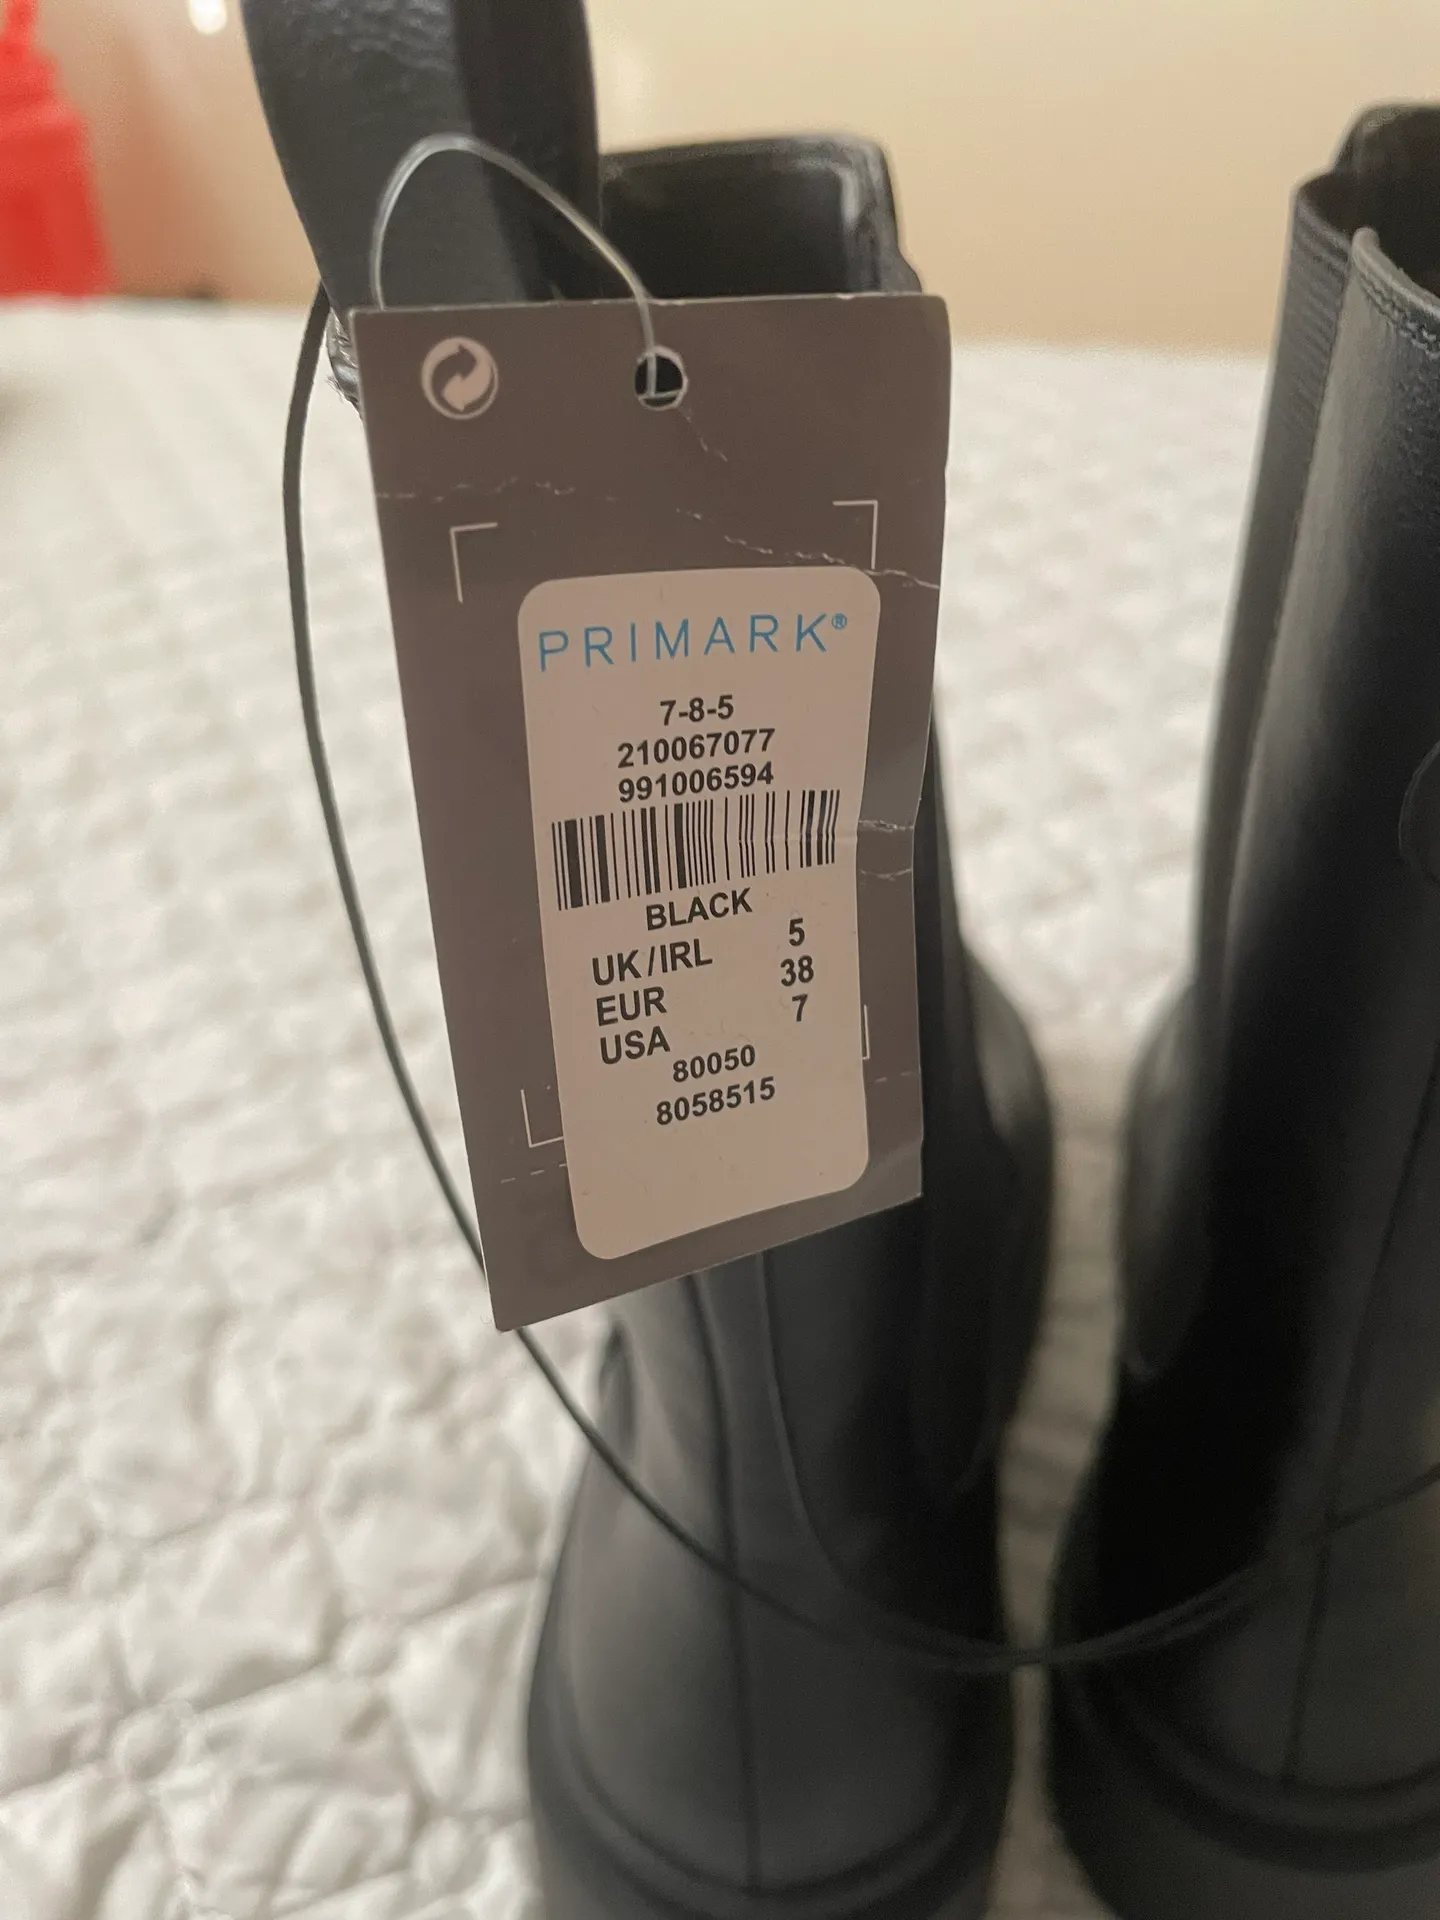 PRIMARK®
7-8-5
210067077
991006594
BLACK
UK/IRL 5
EUR 38
USA 7
80050
8058515